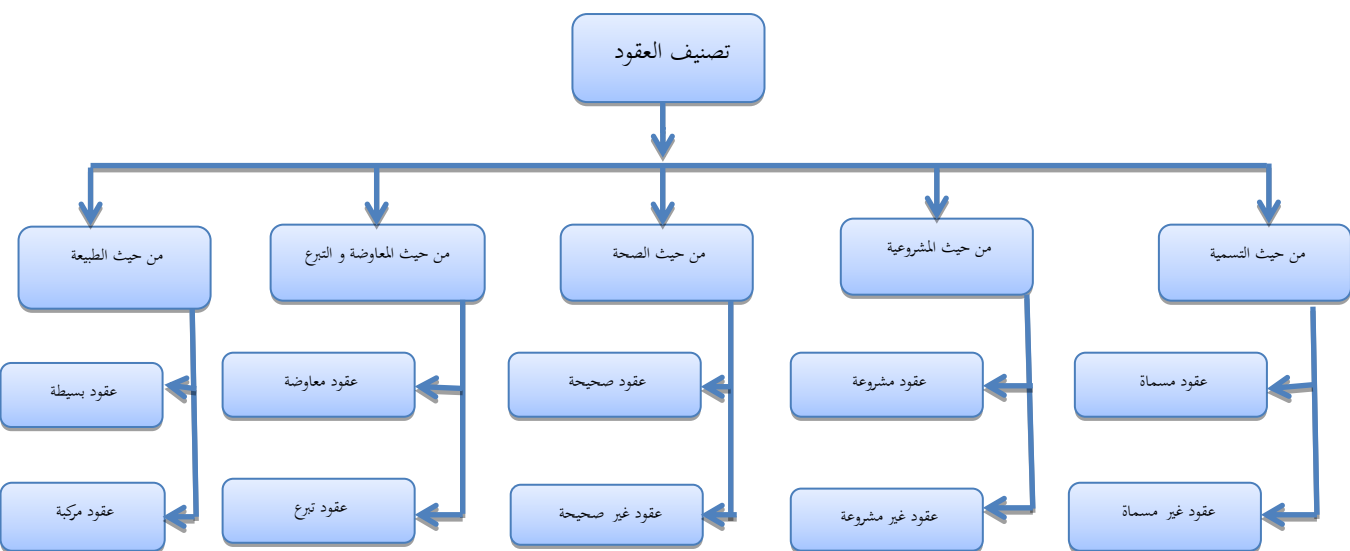 تصنيف العقود
من حيث التسمية
من حيث المشروعية
من حيث الصحة
من حيث المعاوضة و التبرع
من حيث الطبيعة
عقود مسماة
عقود مشروعة
عقود صحيحة
عقود معاوضة
عقود بسيطة
عقود غير مسماة
عقود غير مشروعة
عقود غير صحيحة
عقود تبرع
عقود مركبة